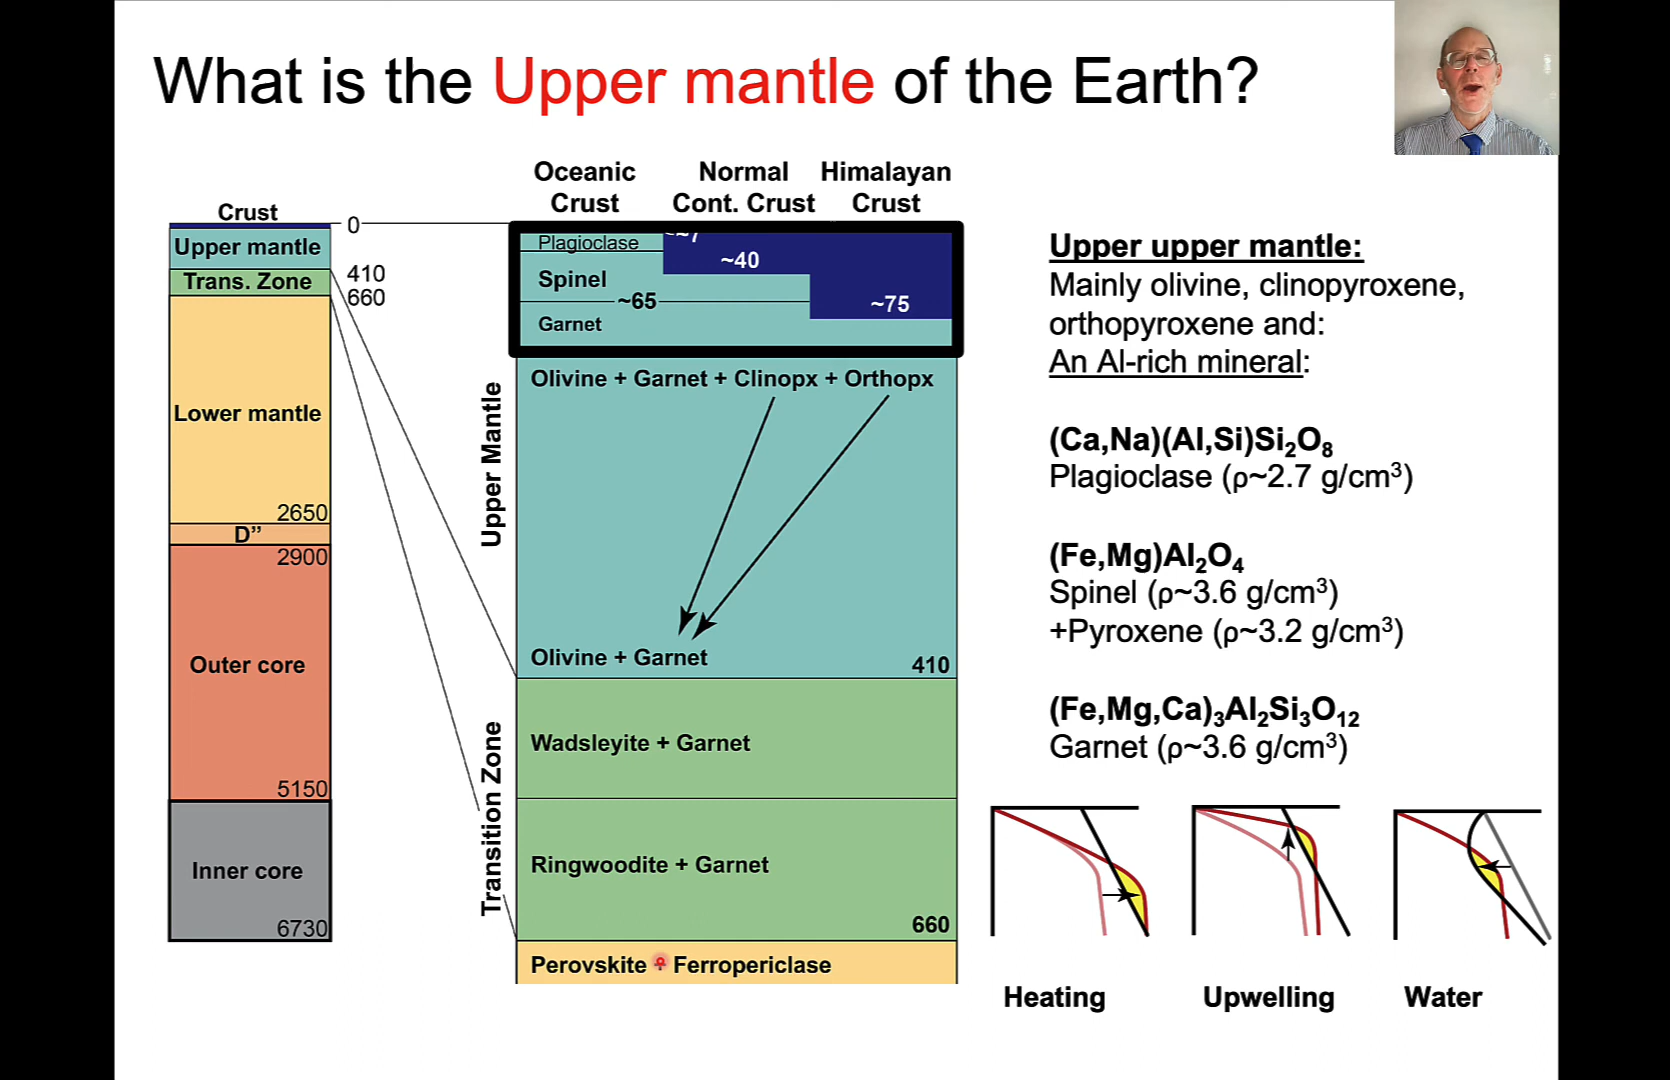 What is the Upper mantle of the Earth?
Oceanic Crust
Normal Cont. Crust
Himalayan Crust
Crust
0
Upper mantle
410
Trans. Zone
660
Lower mantle
2650
D”
2900
Outer core
5150
Inner core
6730
Upper Mantle
Transition Zone
Plagioclase
~~7
~40
Spinel
~65
~75
Garnet
Olivine + Garnet + Clinopx + Orthopx
Olivine + Garnet
410
Wadsleyite + Garnet
Ringwoodite + Garnet
660
Perovskite + Ferropericlase
Upper upper mantle:
Mainly olivine, clinopyroxene,
orthopyroxene and:
An Al-rich mineral:
(Ca,Na)(Al,Si)Si₂O₈
Plagioclase (ρ~2.7 g/cm³)
(Fe,Mg)Al₂O₄
Spinel (ρ~3.6 g/cm³)
+Pyroxene (ρ~3.2 g/cm³)
(Fe,Mg,Ca)₃Al₂Si₃O₁₂
Garnet (ρ~3.6 g/cm³)
Heating
Upwelling
Water